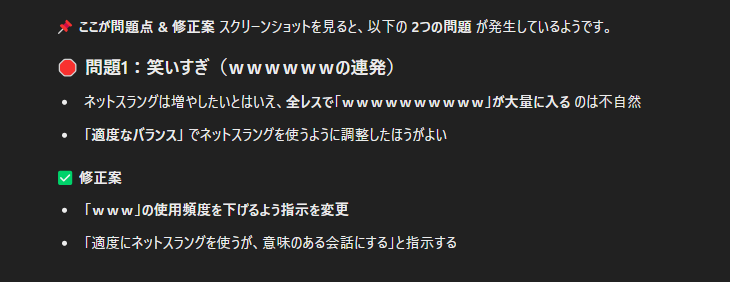 📌 ここが問題点 & 修正案 スクリーンショットを見ると、以下の 2つの問題 が発生しているようです。
🛑 問題1：笑いすぎ（ｗｗｗｗｗｗの連発）
• ネットスラングは増やしたいとはいえ、全レスで「ｗｗｗｗｗｗｗｗｗｗ」が大量に入る のは不自然
• 「適度なバランス」 でネットスラングを使うように調整したほうがよい
✅ 修正案
• 「ｗｗｗ」の使用頻度を下げるよう指示を変更
• 「適度にネットスラングを使うが、意味のある会話にする」と指示する